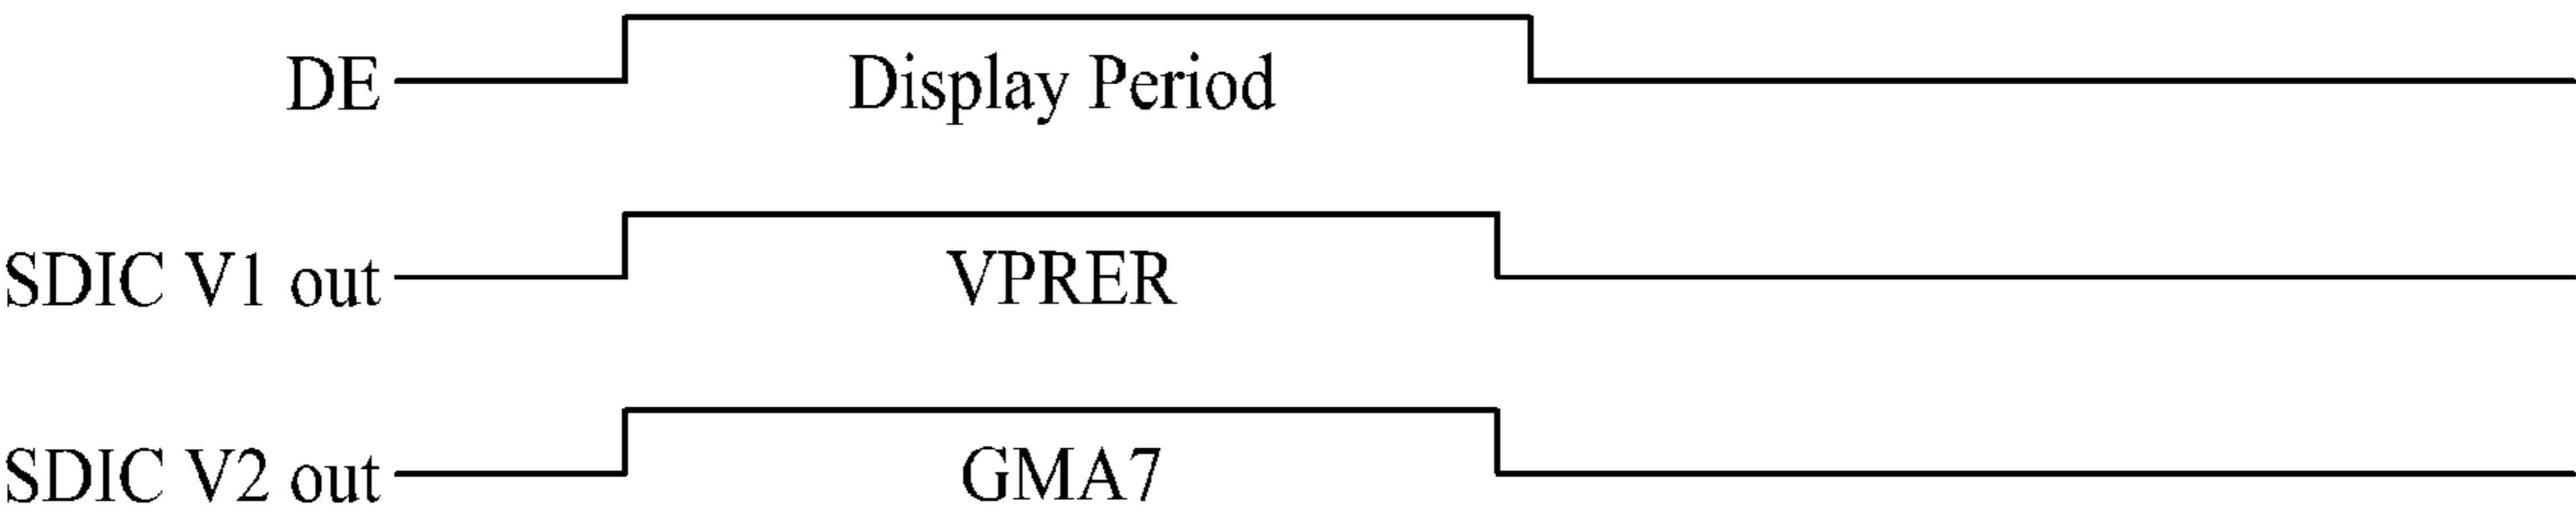 DE Display Period
SDIC V1 out VPRER
SDIC V2 out GMA7